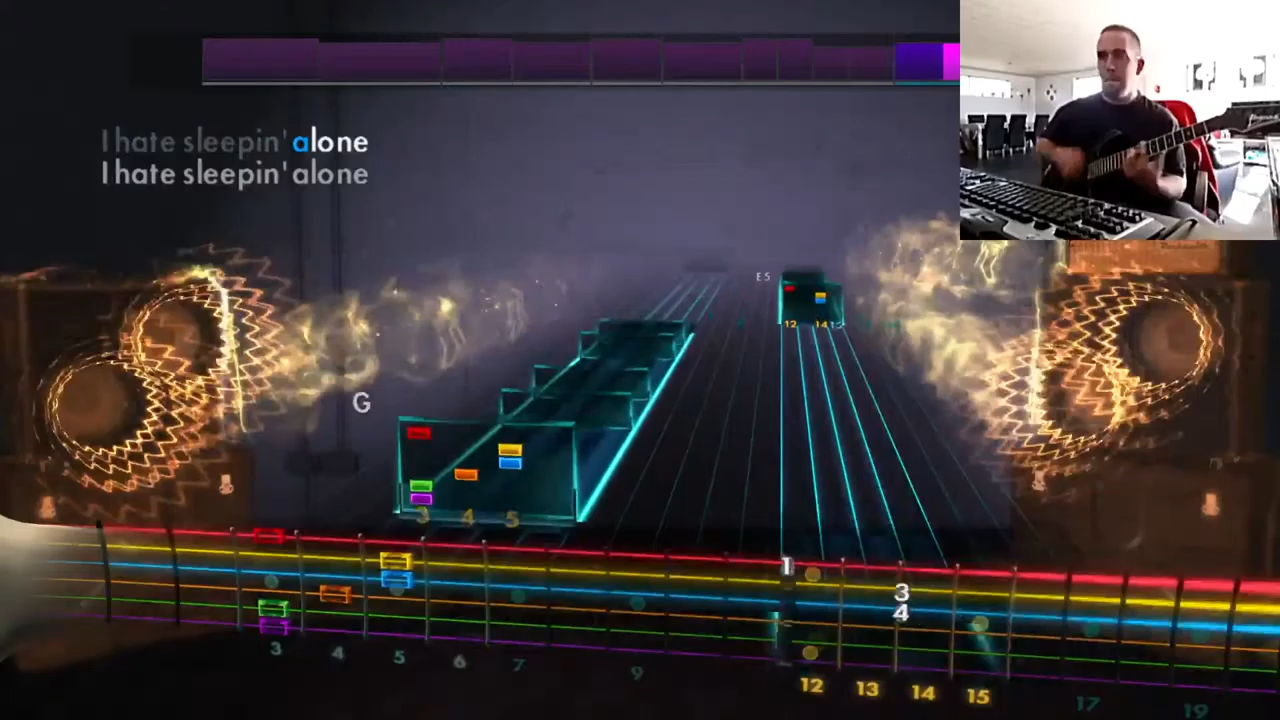 I hate sleepin' alone
I hate sleepin' alone
E5
12 14 15
G
3 4 5
1
3
4
3 4 5 6 7 9 12 13 14 15 17 19